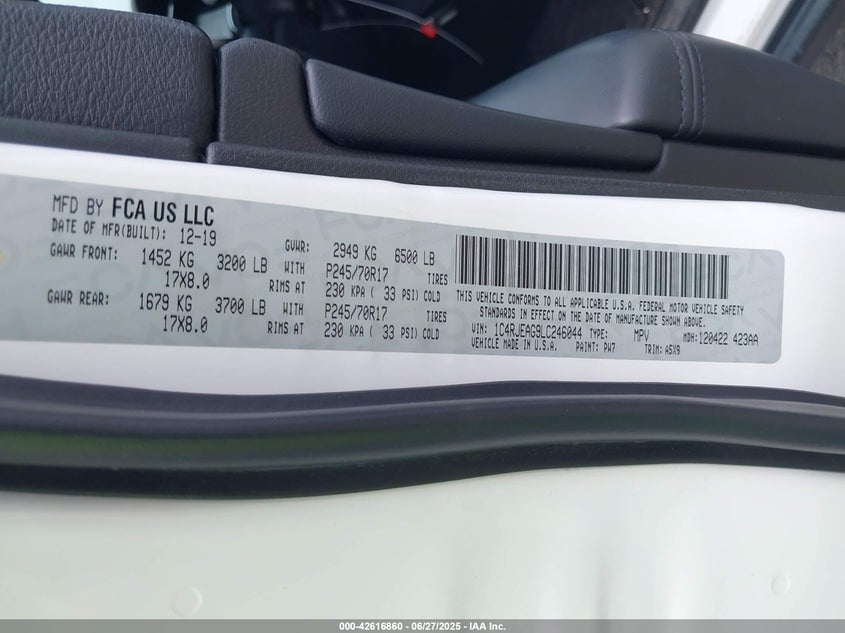 MFD BY FCA US LLC
DATE OF MFR(BUILT): 12-19 GVWR: 2949 KG 6500 LB
GAWR FRONT: 1452 KG 3200 LB WITH P245/70R17 TIRES
17X8.0 RIMS AT 230 KPA ( 33 PSI) COLD
GAWR REAR: 1679 KG 3700 LB WITH P245/70R17 TIRES
17X8.0 RIMS AT 230 KPA ( 33 PSI) COLD
THIS VEHICLE CONFORMS TO ALL APPLICABLE U.S.A. FEDERAL MOTOR VEHICLE SAFETY
STANDARDS IN EFFECT ON THE DATE OF MANUFACTURE SHOWN ABOVE.
VIN: 1C4RJEAG9LC246044 TYPE: MPV MDH:120422 423AA
VEHICLE MADE IN U.S.A. PAINT: PW7 TRIM: A5X9
000-42616860 - 06/27/2025 - IAA Inc.